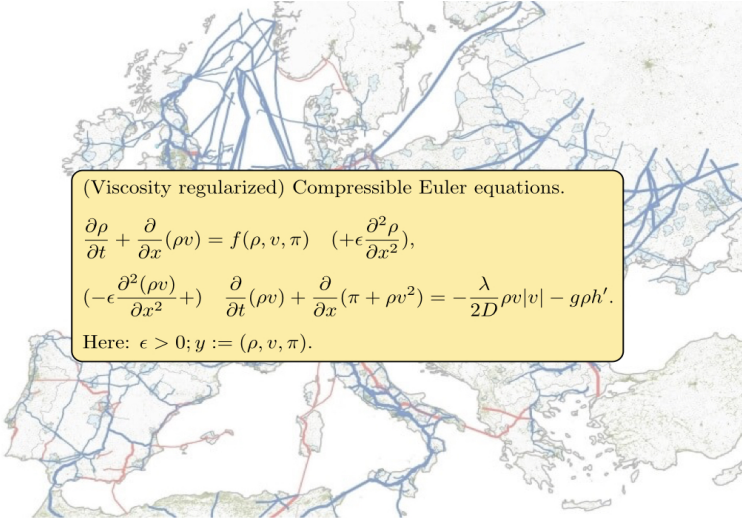 (Viscosity regularized) Compressible Euler equations.
∂ρ/∂t + ∂/∂x (ρv) = f(ρ, v, π) (+ϵ ∂²ρ/∂x²),
(−ϵ ∂²(ρv)/∂x² +) ∂/∂t (ρv) + ∂/∂x (π + ρv²) = −λ/2D ρv|v| − gρh′.
Here: ϵ > 0; y := (ρ, v, π).